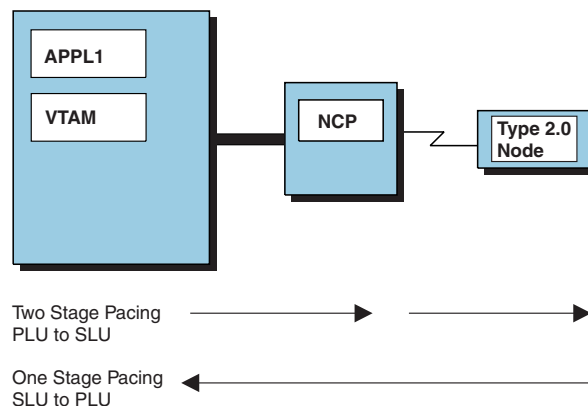 APPL1
VTAM
NCP
Type 2.0
Node
Two Stage Pacing
PLU to SLU
One Stage Pacing
SLU to PLU